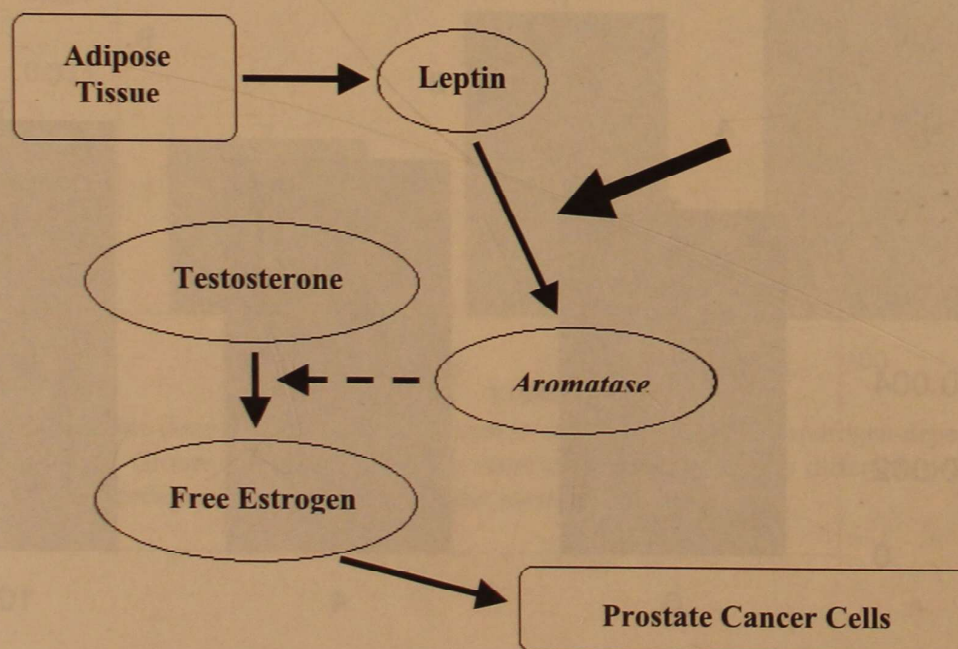 Adipose
Tissue
Leptin
Testosterone
Aromatase
Free Estrogen
Prostate Cancer Cells